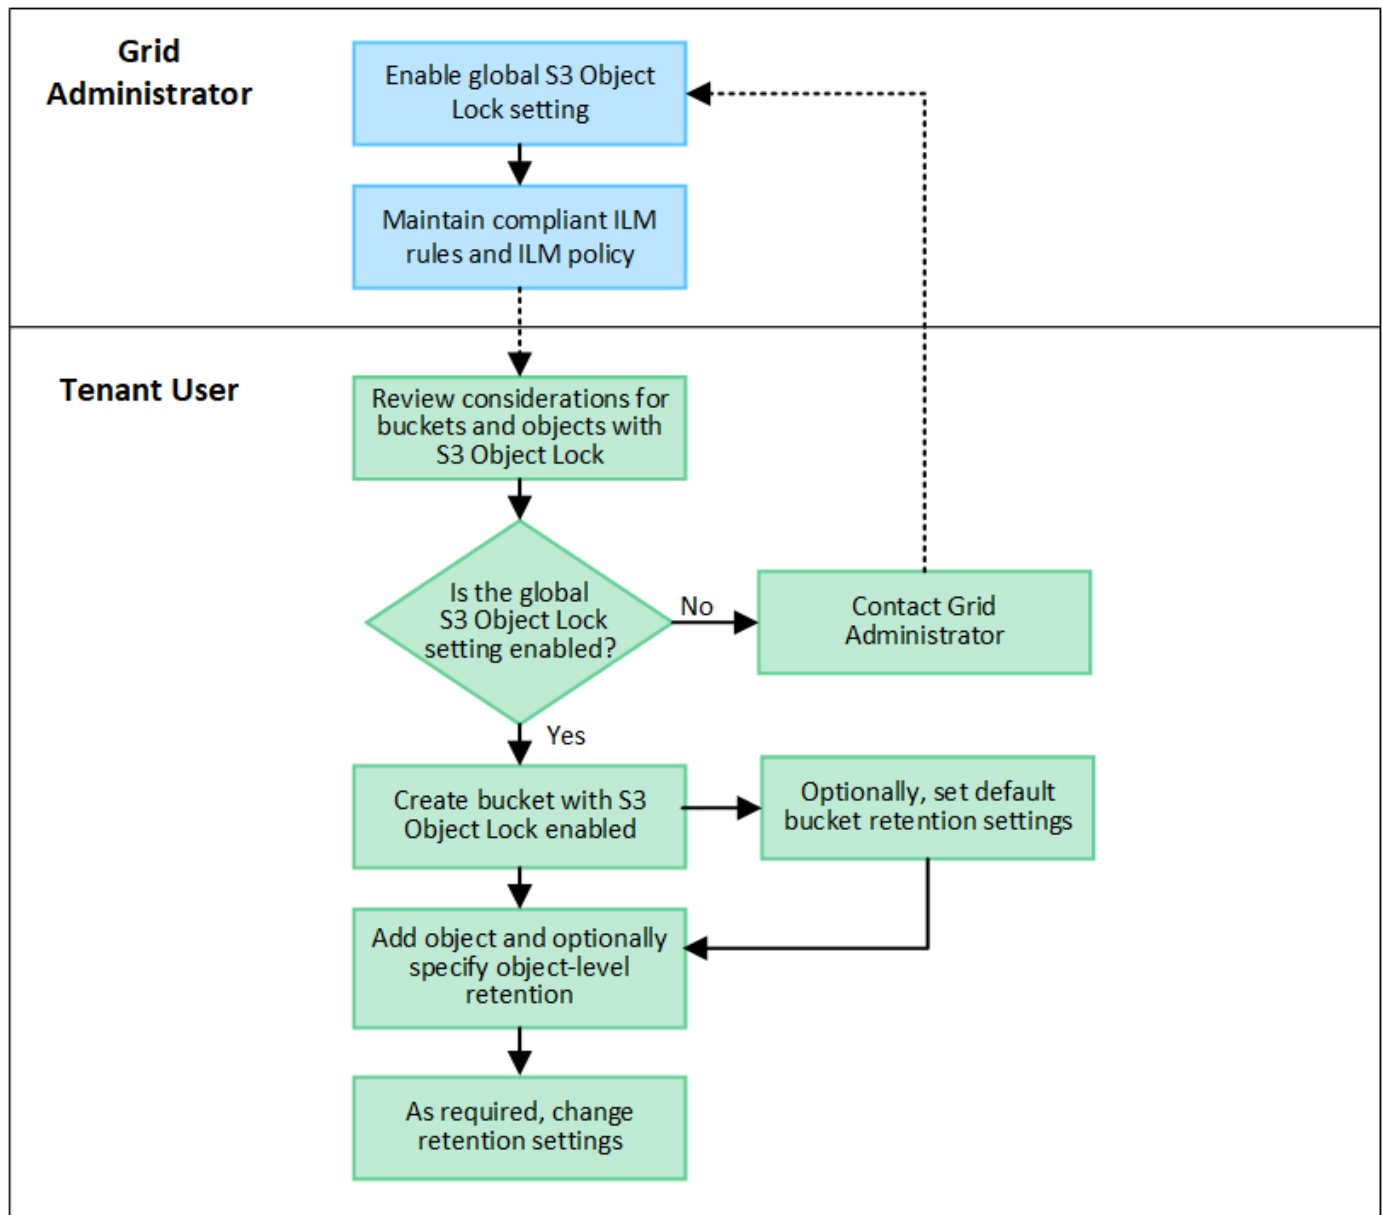 Grid
Administrator
Enable global S3 Object
Lock setting
Maintain compliant ILM
rules and ILM policy
Tenant User
Review considerations for
buckets and objects with
S3 Object Lock
Is the global
S3 Object Lock
setting enabled?
No
Contact Grid
Administrator
Yes
Create bucket with S3
Object Lock enabled
Optionally, set default
bucket retention settings
Add object and optionally
specify object-level
retention
As required, change
retention settings